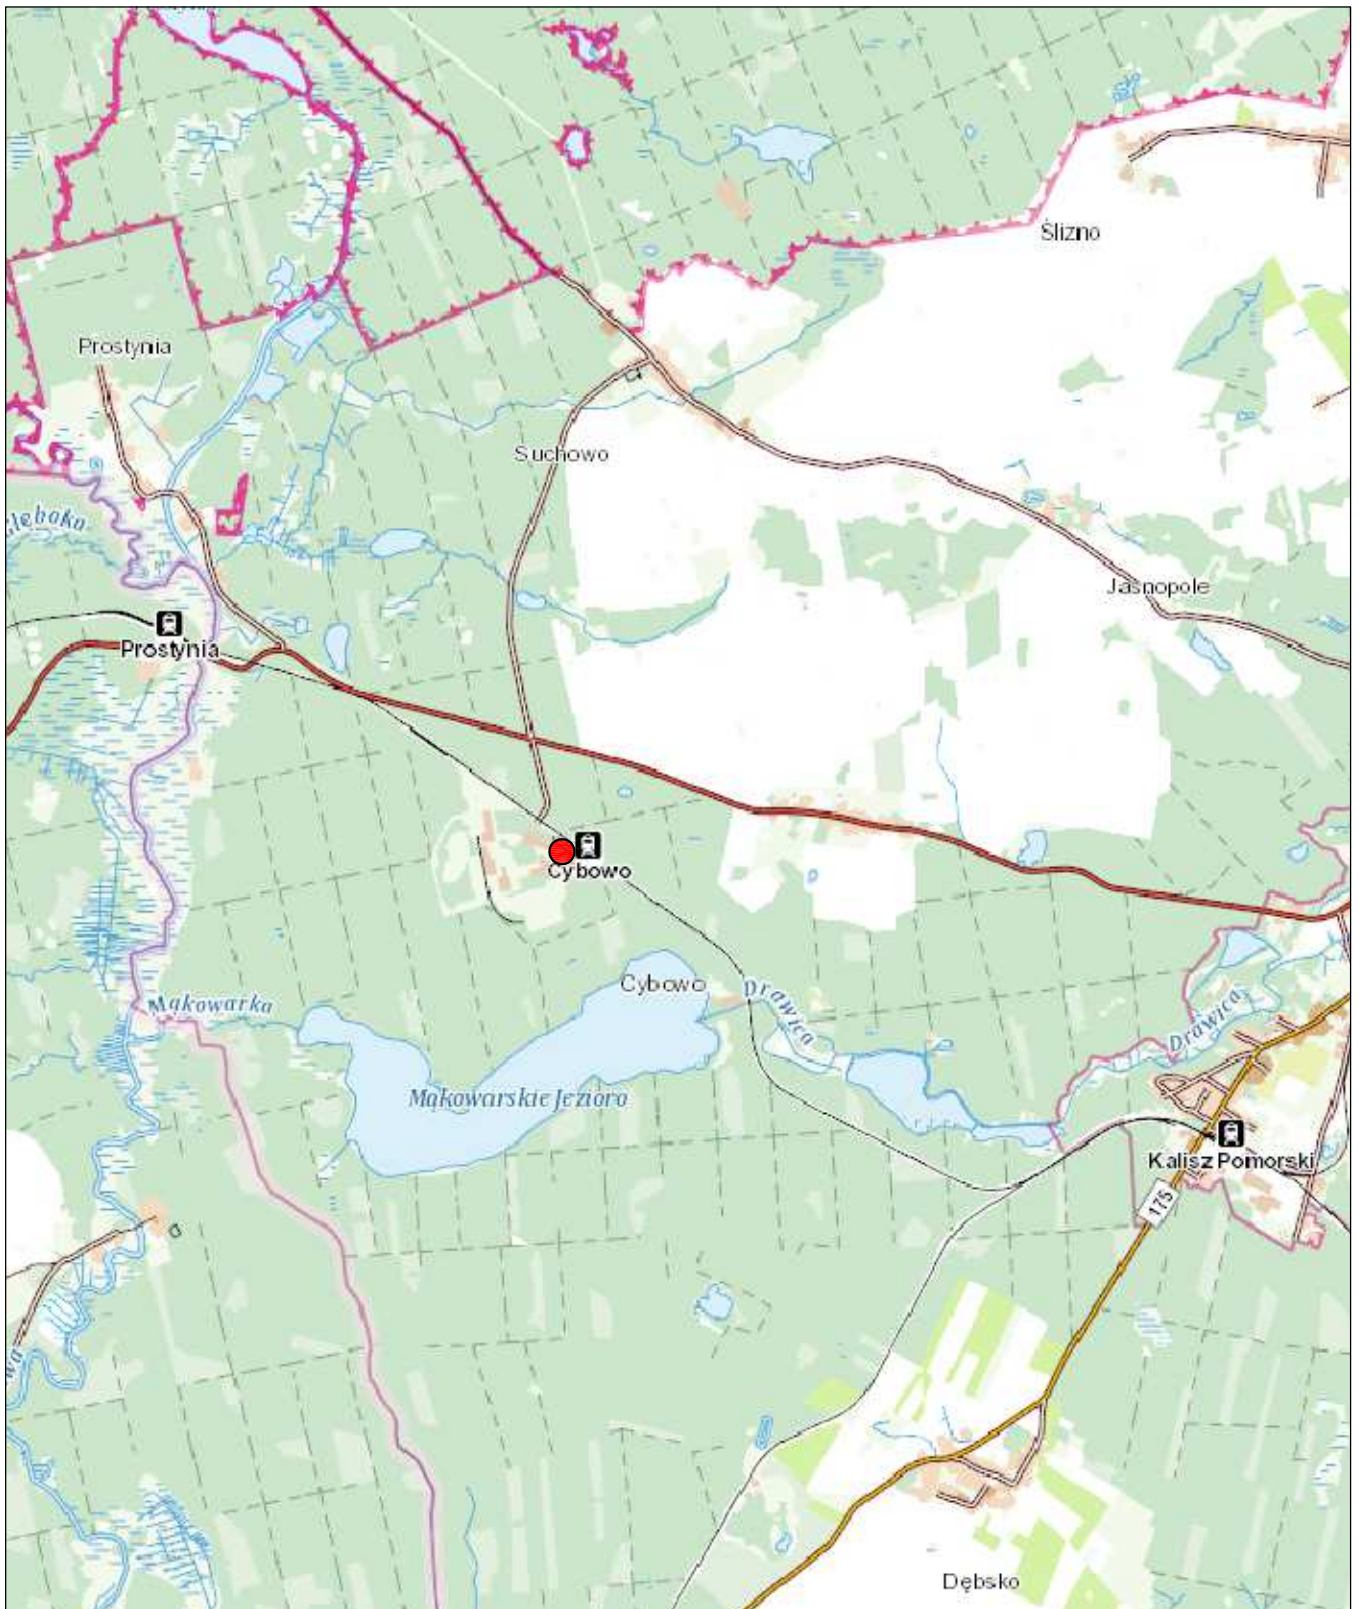 Ślizno
Prostynia
Suchowo
Jasnopole
Prostynia
Cybowo
Cybowo
Drawica
Drawica
Mąkowarka
Mąkowarskie Jezioro
Kalisz Pomorski
175
Dębsko